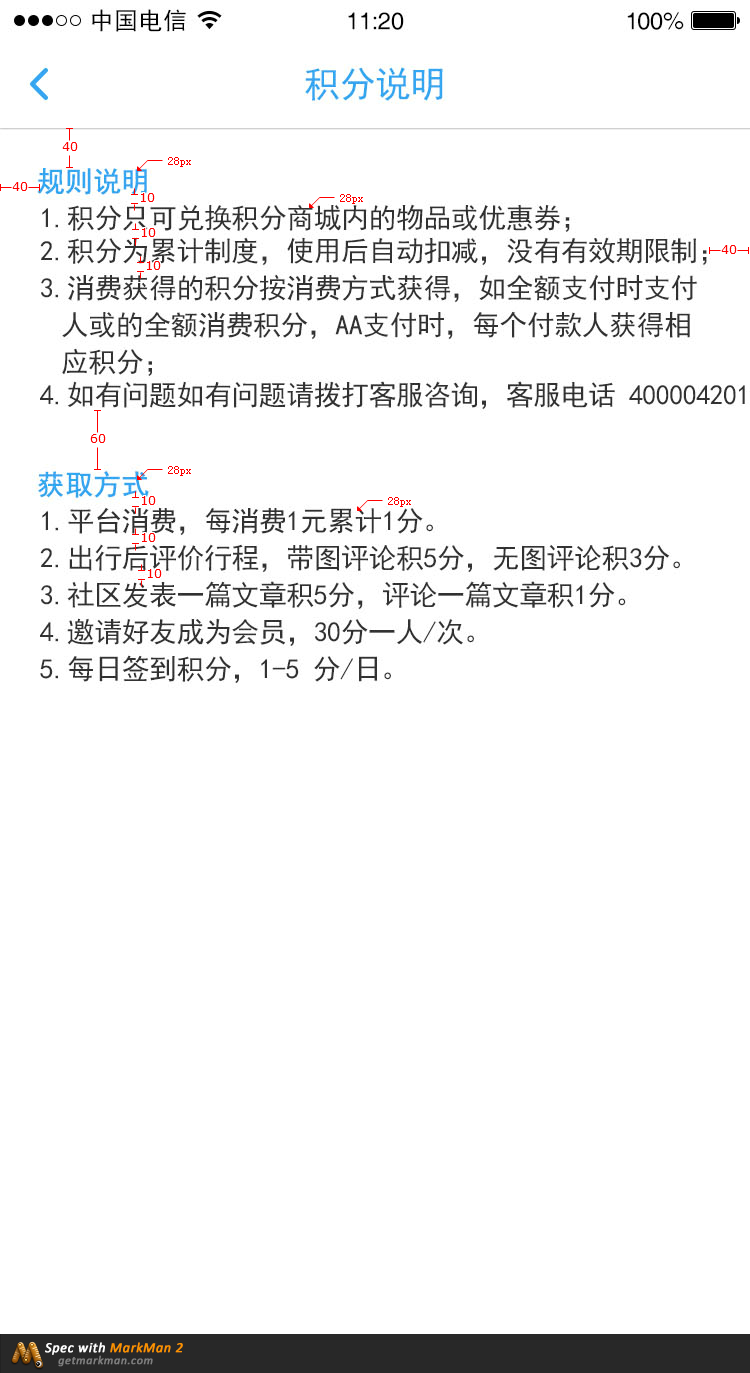 中国电信 11:20 100%
积分说明
40
28px
40 规则说明
10 28px
1.积分只可兑换积分商城内的物品或优惠券；
10
2.积分为累计制度，使用后自动扣减，没有有效期限制； 40
10
3.消费获得的积分按消费方式获得，如全额支付时支付
人或的全额消费积分，AA支付时，每个付款人获得相
应积分；
4.如有问题如有问题请拨打客服咨询，客服电话 400004201
60
28px
获取方式
10 28px
1.平台消费，每消费1元累计1分。
10
2.出行后评价行程，带图评论积5分，无图评论积3分。
10
3.社区发表一篇文章积5分，评论一篇文章积1分。
4.邀请好友成为会员，30分一人/次。
5.每日签到积分，1-5 分/日。
Spec with MarkMan 2
getmarkman.com